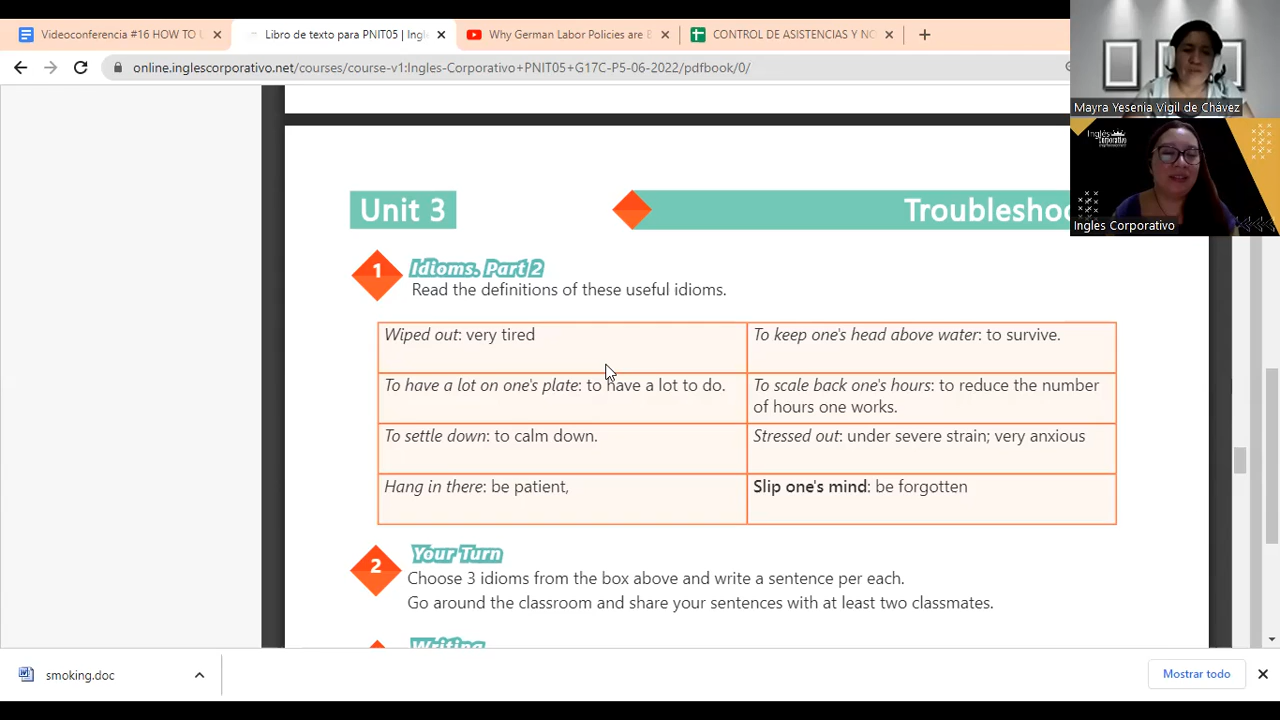 Videoconferencia #16 HOW TO
Libro de texto para PNIT05 | Ingl
Why German Labor Policies are
CONTROL DE ASISTENCIAS Y NO
online.inglescorporativo.net/courses/course-v1:Ingles-Corporativo+PNIT05+G17C-P5-06-2022/pdfbook/0/
Mayra Yesenia Vigil de Chávez
Inglés
Corporativo
Ingles Corporativo
Unit 3
Troublesho
1
Idioms. Part 2
Read the definitions of these useful idioms.
Wiped out: very tired
To keep one's head above water: to survive.
To have a lot on one's plate: to have a lot to do.
To scale back one's hours: to reduce the number
of hours one works.
To settle down: to calm down.
Stressed out: under severe strain; very anxious
Hang in there: be patient,
Slip one's mind: be forgotten
2
Your Turn
Choose 3 idioms from the box above and write a sentence per each.
Go around the classroom and share your sentences with at least two classmates.
Writing
smoking.doc
Mostrar todo